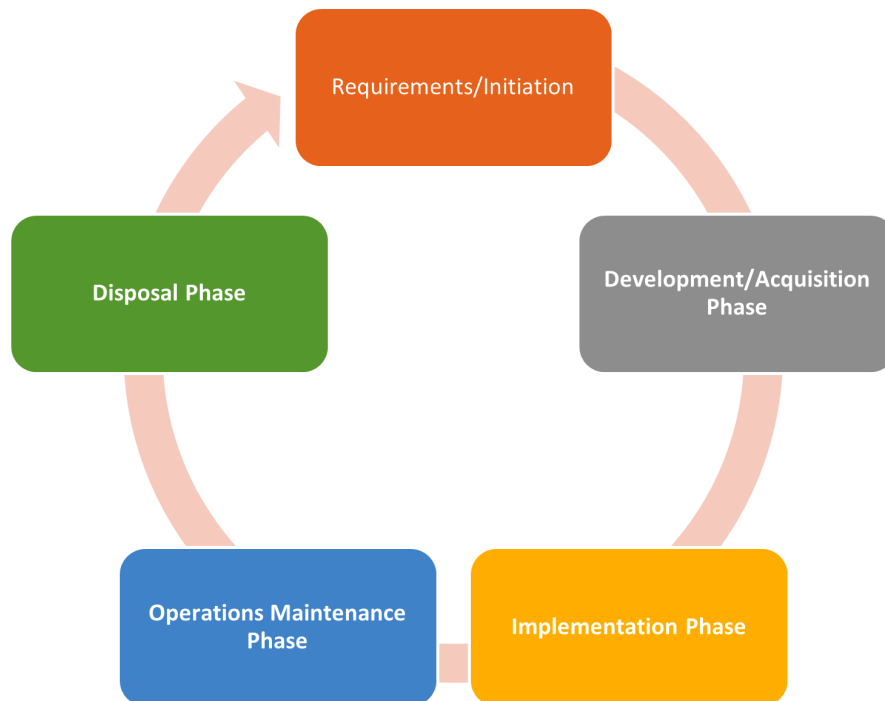 Requirements/Initiation
Development/Acquisition
Phase
Implementation Phase
Operations Maintenance
Phase
Disposal Phase